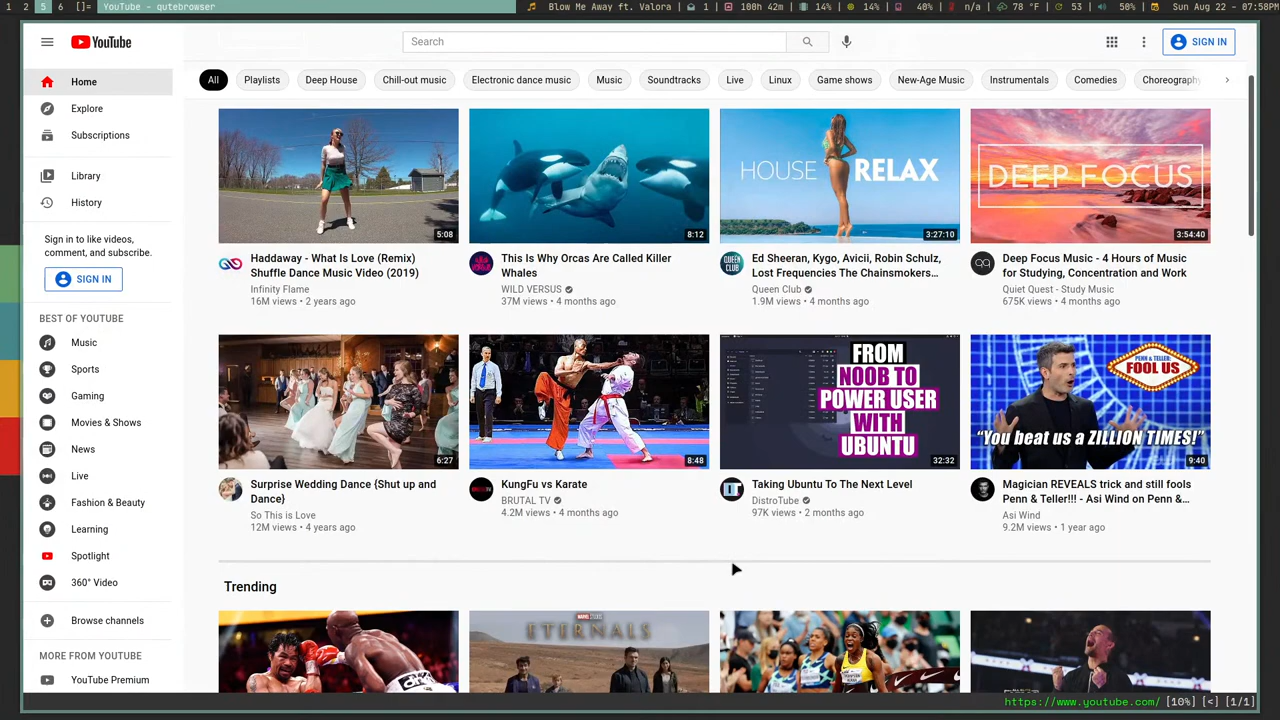 1 2 5 6 []= YouTube - qutebrowser
Blow Me Away ft. Valora | 1 | 100h 42m | 14% | 14% | 40% | n/a | 78 °F | 53 | 50% | Sun Aug 22 - 07:58PM
YouTube
Search
SIGN IN
Home
Explore
Subscriptions
Library
History
Sign in to like videos,
comment, and subscribe.
SIGN IN
BEST OF YOUTUBE
Music
Sports
Gaming
Movies & Shows
News
Live
Fashion & Beauty
Learning
Spotlight
360° Video
Browse channels
MORE FROM YOUTUBE
YouTube Premium
All Playlists Deep House Chill-out music Electronic dance music Music Soundtracks Live Linux Game shows New-Age Music Instrumentals Comedies Choreography
5:08
Haddaway - What Is Love (Remix)
Shuffle Dance Music Video (2019)
Infinity Flame
16M views • 2 years ago
8:12
This Is Why Orcas Are Called Killer
Whales
WILD VERSUS
37M views • 4 months ago
HOUSE RELAX
3:27:10
QUEEN
CLUB
Ed Sheeran, Kygo, Avicii, Robin Schulz,
Lost Frequencies The Chainsmokers...
Queen Club
1.9M views • 4 months ago
DEEP FOCUS
3:54:40
Deep Focus Music - 4 Hours of Music
for Studying, Concentration and Work
Quiet Quest - Study Music
675K views • 4 months ago
6:27
Surprise Wedding Dance {Shut up and
Dance}
So This is Love
12M views • 4 years ago
8:48
KungFu vs Karate
BRUTAL TV
4.2M views • 4 months ago
FROM
NOOB TO
POWER USER
WITH
UBUNTU
32:32
Taking Ubuntu To The Next Level
DistroTube
97K views • 2 months ago
PENN & TELLER:
FOOL US
"You beat us a ZILLION TIMES!"
9:40
Magician REVEALS trick and still fools
Penn & Teller!!! - Asi Wind on Penn &...
Asi Wind
9.2M views • 1 year ago
Trending
MARVEL STUDIOS
ETERNALS
https://www.youtube.com/ [10%] [<] [1/1]